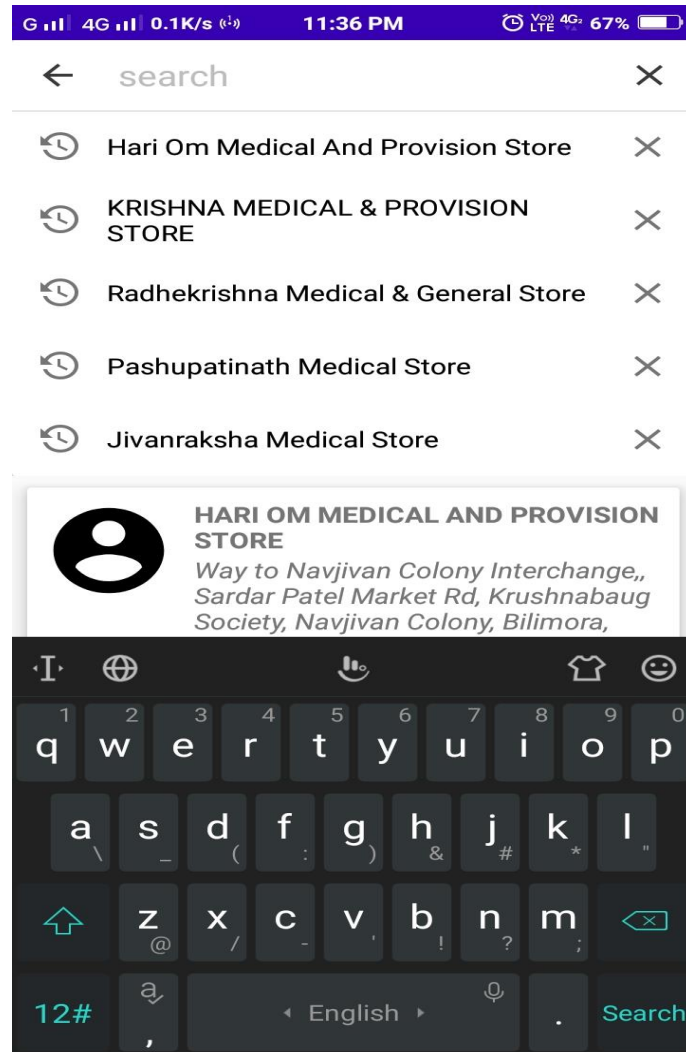 G 4G 0.1K/s 11:36 PM Vo)) LTE 4G 67%
search
Hari Om Medical And Provision Store
KRISHNA MEDICAL & PROVISION
STORE
Radhekrishna Medical & General Store
Pashupatinath Medical Store
Jivanraksha Medical Store
HARI OM MEDICAL AND PROVISION
STORE
Way to Navjivan Colony Interchange,,
Sardar Patel Market Rd, Krushnabaug
Society, Navjivan Colony, Bilimora,
1 2 3 4 5 6 7 8 9 0
q w e r t y u i o p
a s d f g h j k l
\ _ ( : ) & # * "
z x c v b n m
@ / - ' ! ? ;
12# , English . Search